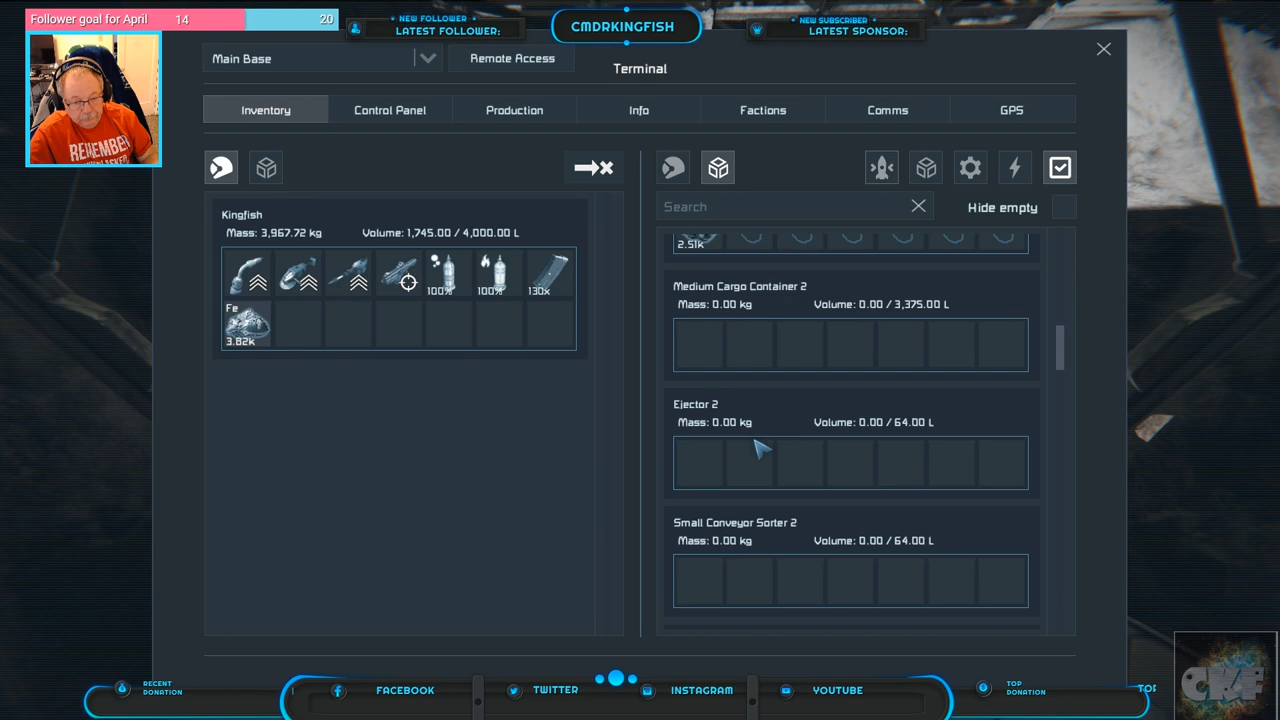 Follower goal for April 14 20
NEW FOLLOWER
LATEST FOLLOWER:
CMDRKINGFISH
NEW SUBSCRIBER
LATEST SPONSOR:
Main Base
Remote Access
Terminal
Inventory
Control Panel
Production
Info
Factions
Comms
GPS
Search
Hide empty
Kingfish
Mass: 3,967.72 kg Volume: 1,745.00 / 4,000.00 L
100% 100% 130x
Fe
3.82k
2.51k
Medium Cargo Container 2
Mass: 0.00 kg Volume: 0.00 / 3,375.00 L
Ejector 2
Mass: 0.00 kg Volume: 0.00 / 64.00 L
Small Conveyor Sorter 2
Mass: 0.00 kg Volume: 0.00 / 64.00 L
REMEMBER
RECENT
DONATION
FACEBOOK
TWITTER
INSTAGRAM
YOUTUBE
TOP
DONATION
CKF